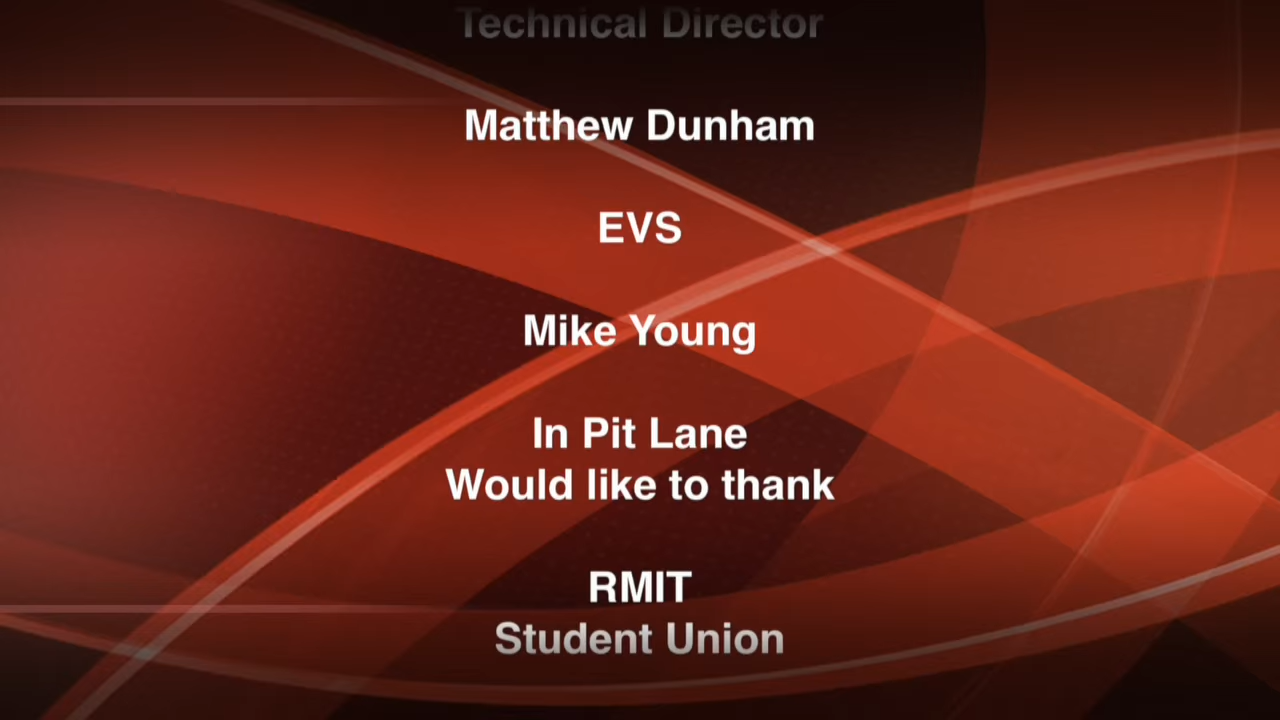 Technical Director
Matthew Dunham
EVS
Mike Young
In Pit Lane
Would like to thank
RMIT
Student Union